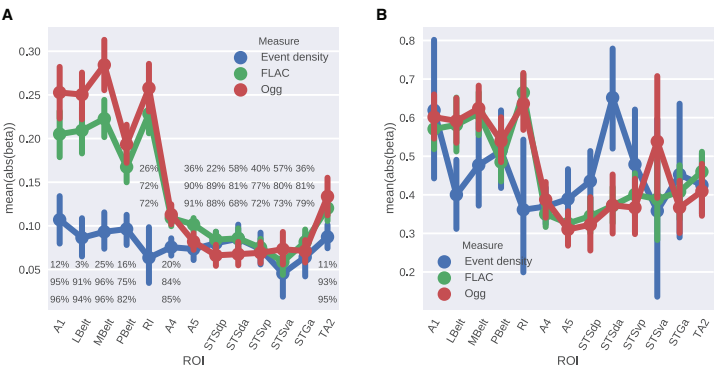 A
Measure
Event density
FLAC
Ogg
mean(abs(beta))
0.30
0.25
0.20
0.15
0.10
0.05
26% 36% 22% 58% 40% 57% 36%
72% 90% 89% 81% 77% 80% 81%
72% 91% 88% 68% 72% 73% 79%
12% 3% 25% 16% 20% 11%
95% 91% 96% 75% 84% 93%
96% 94% 96% 82% 85% 95%
A1 LBelt MBelt PBelt RI A4 A5 STSdp STSda STSvp STSva STGa TA2
ROI
B
mean(abs(beta))
0.8
0.7
0.6
0.5
0.4
0.3
0.2
Measure
Event density
FLAC
Ogg
A1 LBelt MBelt PBelt RI A4 A5 STSdp STSda STSvp STSva STGa TA2
ROI